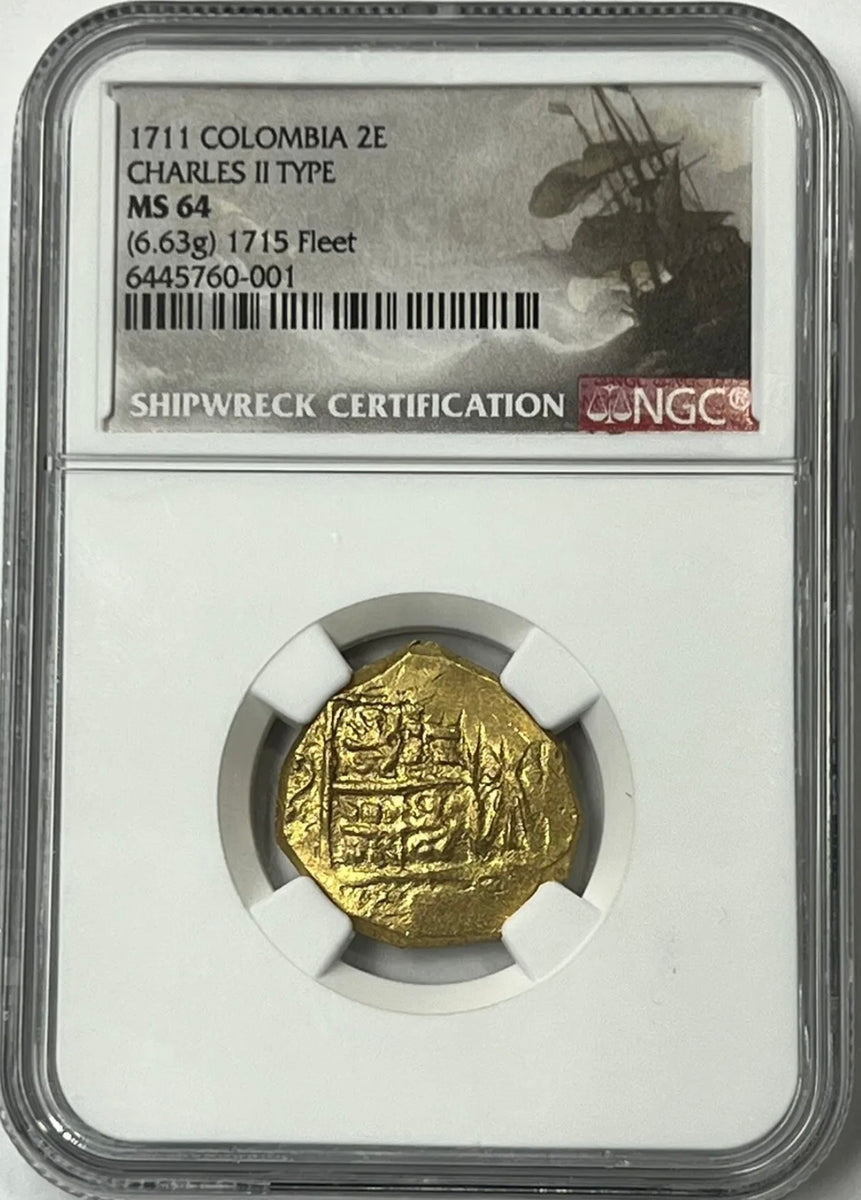 1711 COLOMBIA 2E
CHARLES II TYPE
MS 64
(6.63g) 1715 Fleet
6445760-001
SHIPWRECK CERTIFICATION NGC®